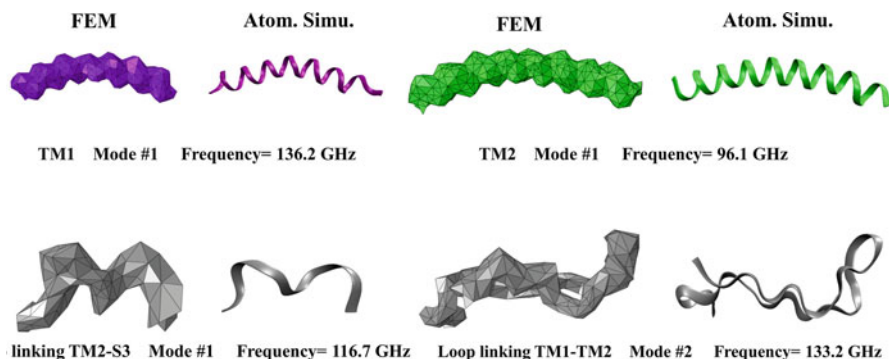 FEM Atom. Simu. FEM Atom. Simu.
TM1 Mode #1 Frequency= 136.2 GHz TM2 Mode #1 Frequency= 96.1 GHz
linking TM2-S3 Mode #1 Frequency= 116.7 GHz Loop linking TM1-TM2 Mode #2 Frequency= 133.2 GHz